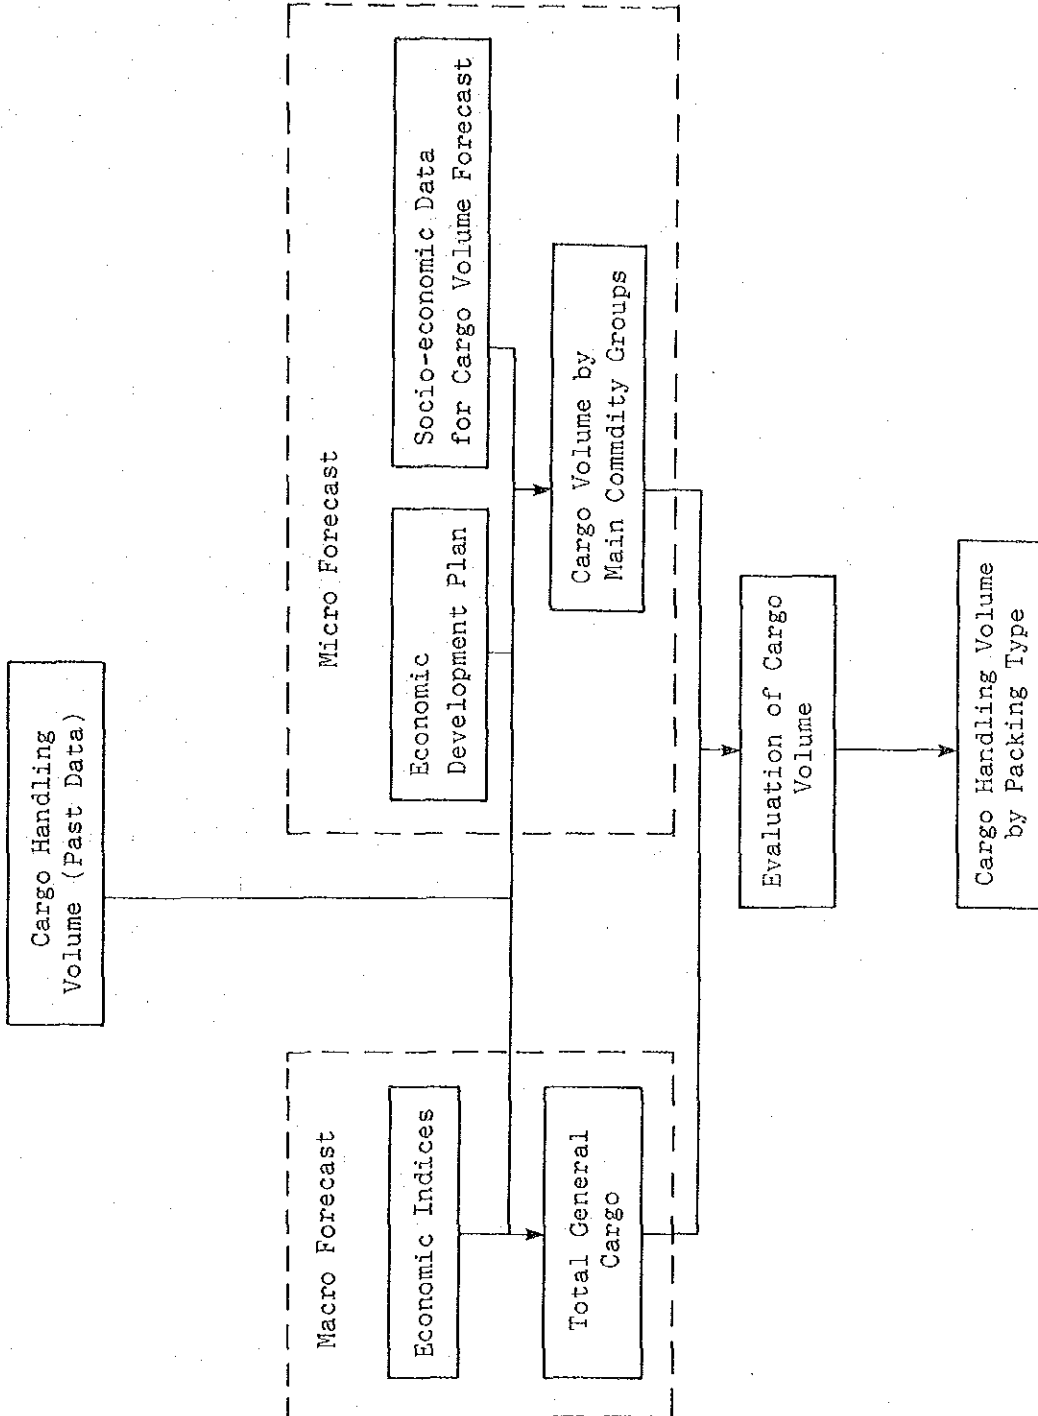 Cargo Handling
Volume (Past Data)
Macro Forecast
Economic Indices
Total General
Cargo
Micro Forecast
Economic
Development Plan
Socio-economic Data
for Cargo Volume Forecast
Cargo Volume by
Main Commdity Groups
Evaluation of Cargo
Volume
Cargo Handling Volume
by Packing Type